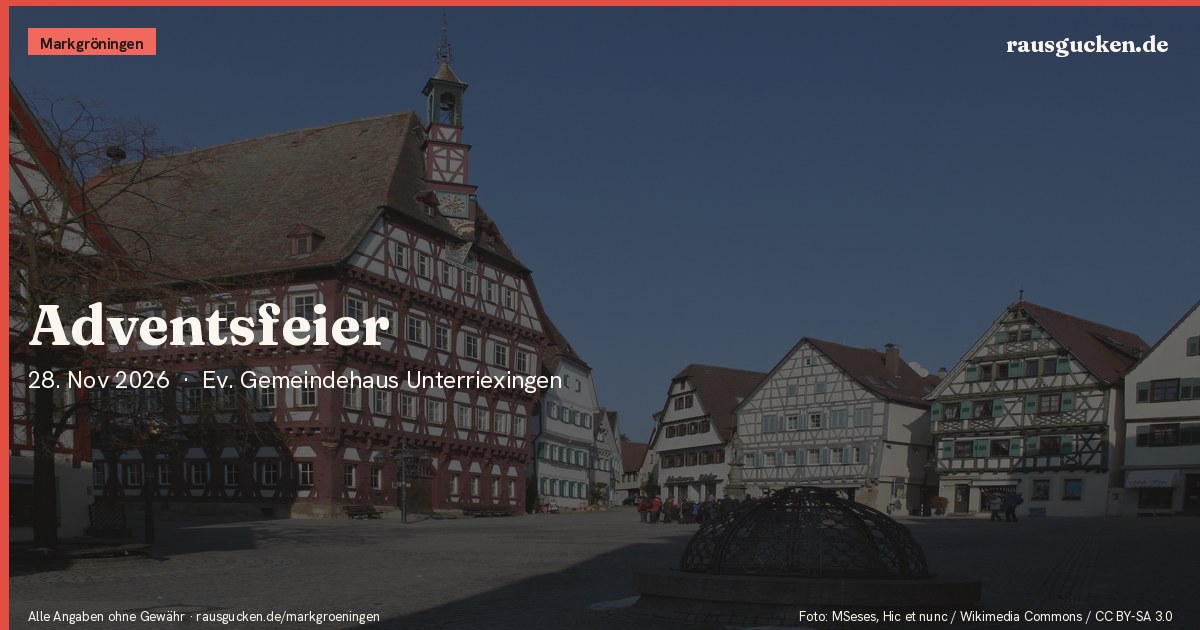 Markgröningen
rausgucken.de
Adventsfeier
28. Nov 2026 · Ev. Gemeindehaus Unterriexingen
Alle Angaben ohne Gewähr · rausgucken.de/markgroeningen
Foto: MSeses, Hic et nunc / Wikimedia Commons / CC BY-SA 3.0